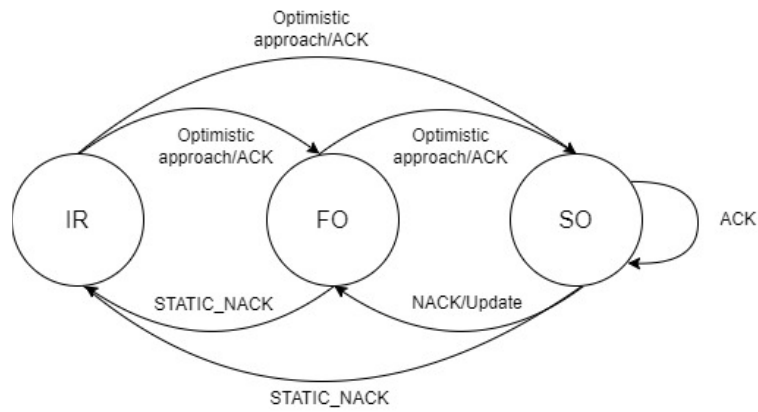 Optimistic
approach/ACK
Optimistic
approach/ACK
Optimistic
approach/ACK
IR
FO
SO
ACK
STATIC_NACK
NACK/Update
STATIC_NACK